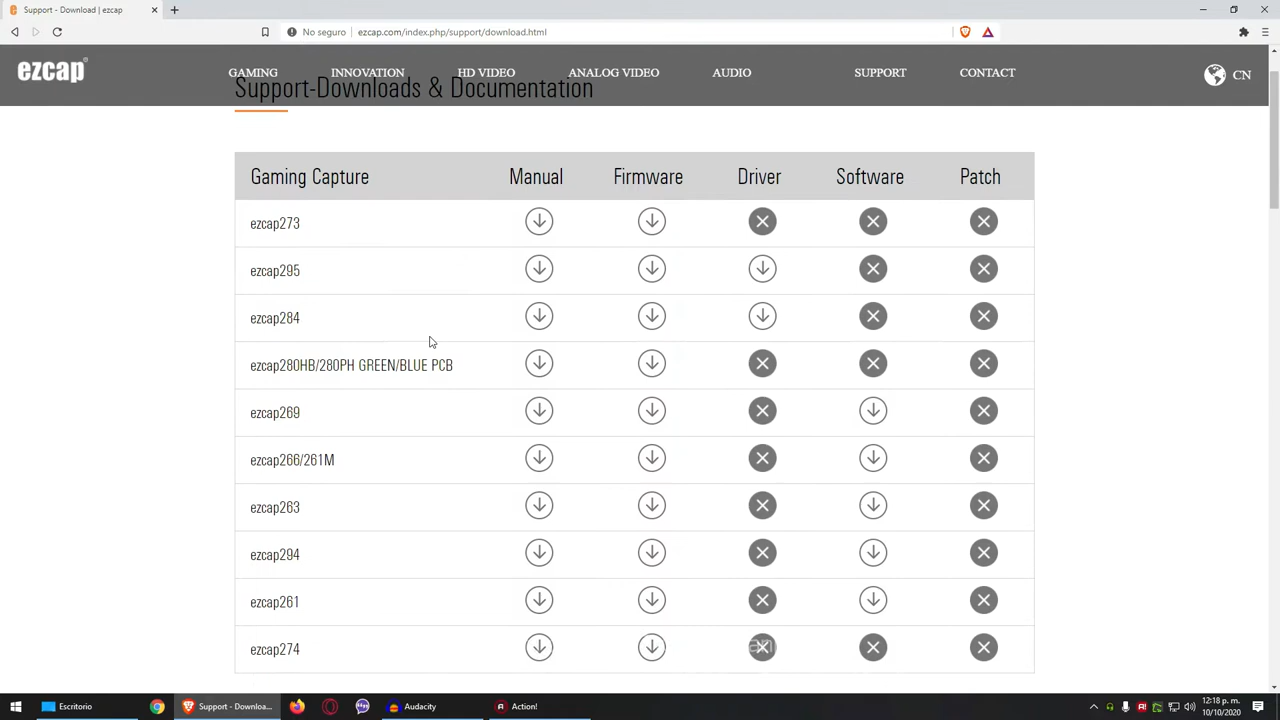 Support - Download | ezcap
No seguro ezcap.com/index.php/support/download.html
ezcap® GAMING INNOVATION HD VIDEO ANALOG VIDEO AUDIO SUPPORT CONTACT CN
Support-Downloads & Documentation
Gaming Capture Manual Firmware Driver Software Patch
ezcap273
ezcap295
ezcap284
ezcap280HB/280PH GREEN/BLUE PCB
ezcap269
ezcap266/261M
ezcap263
ezcap294
ezcap261
ezcap274
Escritorio Support - Downloa... Audacity Action! 12:18 p. m.
10/10/2020